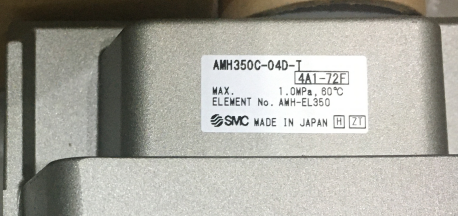 AMH350C-04D-T
4A1-72F
MAX. 1.0MPa, 60℃
ELEMENT No. AMH-EL350
SMC MADE IN JAPAN H ZT